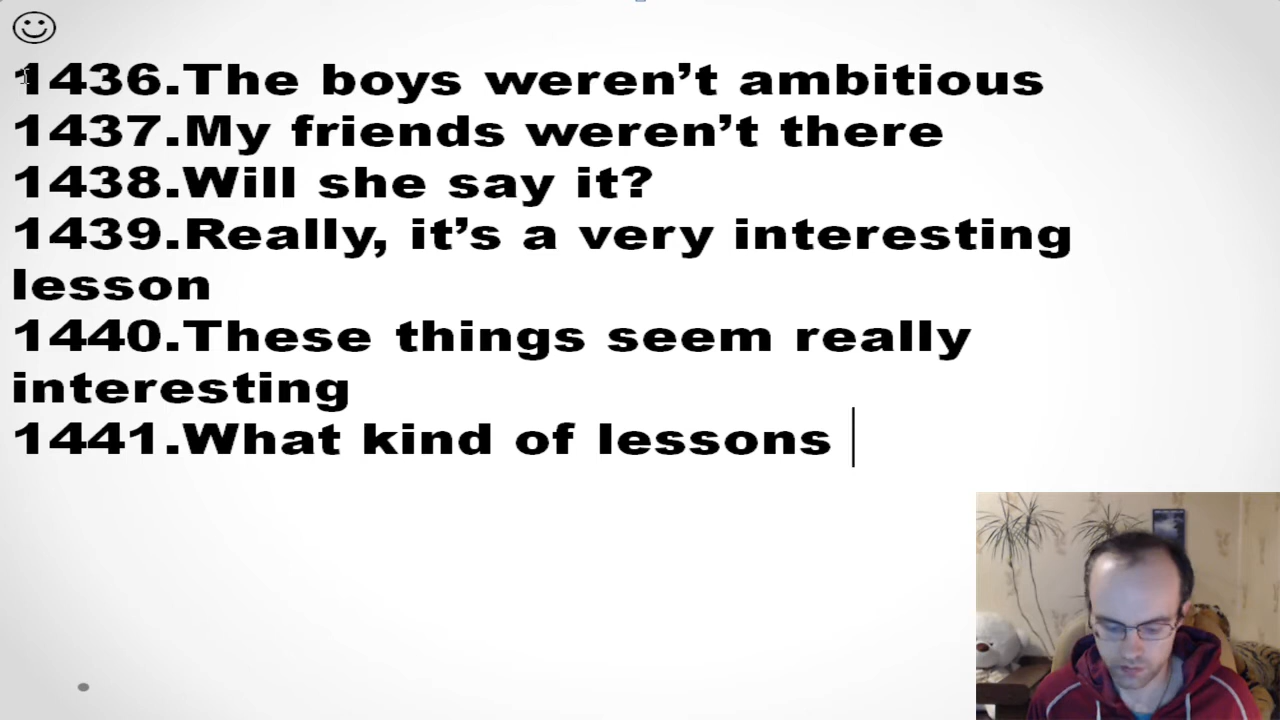 1436.The boys weren’t ambitious
1437.My friends weren’t there
1438.Will she say it?
1439.Really, it’s a very interesting
lesson
1440.These things seem really
interesting
1441.What kind of lessons